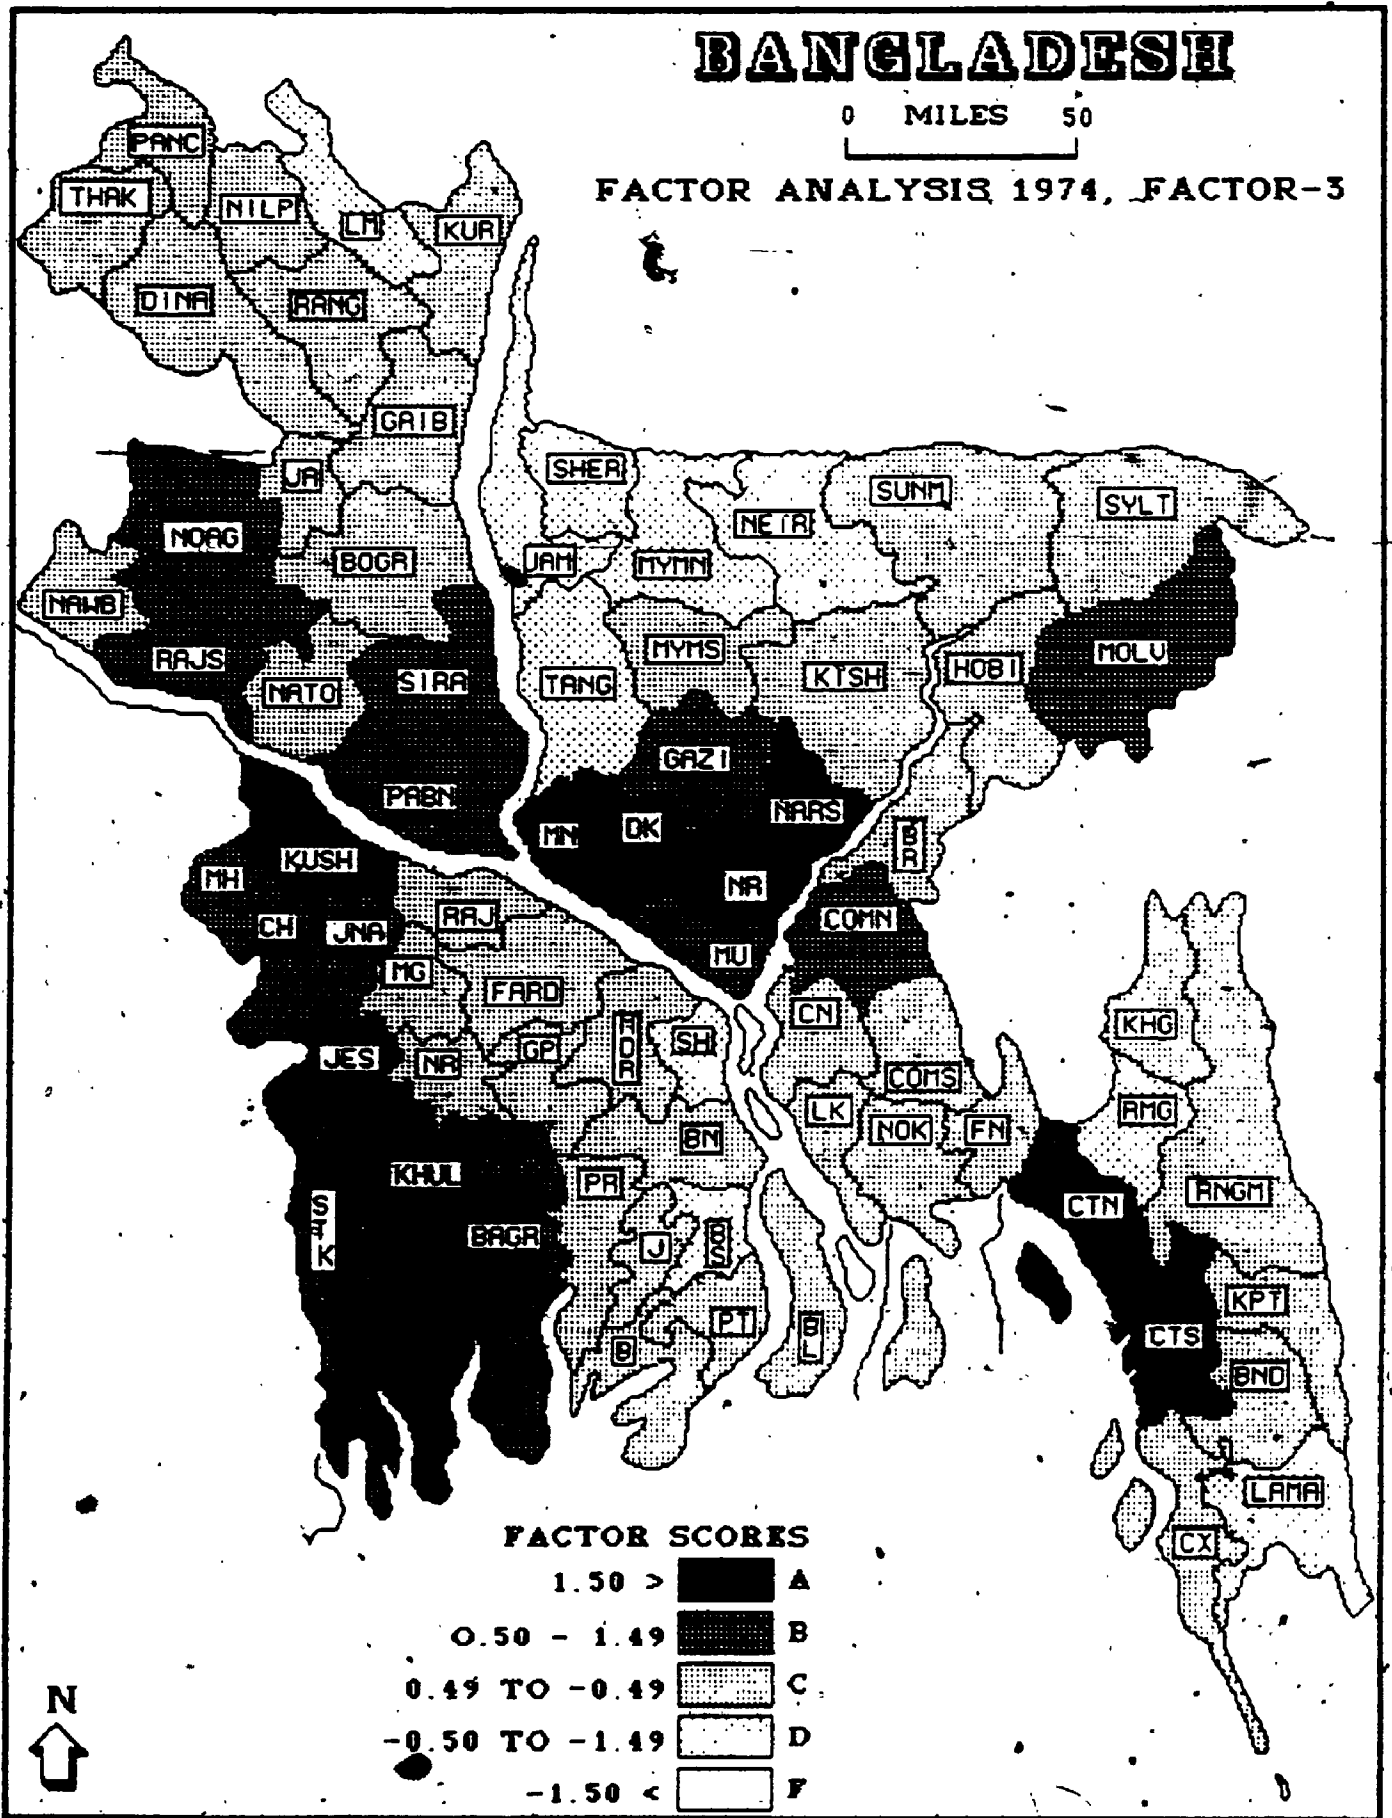 BANGLADESH
0 MILES 50
FACTOR ANALYSIS 1974, FACTOR-3
PANC
THAK
NILP
LM
KUR
DINA
RANG
GAIB
JA
SHER
SUNM
SYLT
NETR
NOAG
BOGR
JAM
MYMN
NAWB
RAJS
NATO
SIRA
TANG
MYMS
KTSH
HOBI
MOLV
GAZI
PABN
MN
DK
NARS
BR
KUSH
MH
NA
CH
JNA
RAJ
COMN
MU
MG
FARD
CN
KHG
MDR
SH
GP
JES
NR
COMS
LK
NOK
FN
RMG
BN
KHUL
PR
STK
BAGR
J
BS
CTN
RNGM
KPT
PT
BL
B
CTS
BND
LAMA
CX
FACTOR SCORES
1.50 > A
0.50 - 1.49 B
0.49 TO -0.49 C
-0.50 TO -1.49 D
-1.50 < F
N